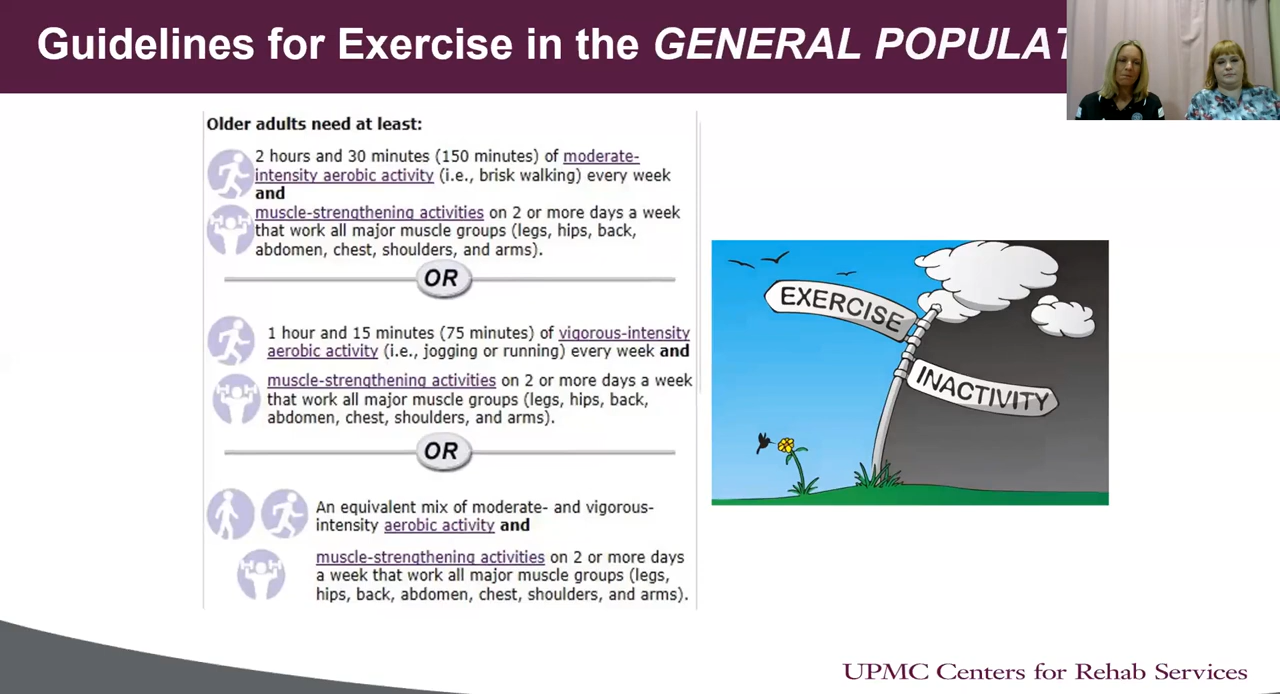 Guidelines for Exercise in the GENERAL
Older adults need at least:
2 hours and 30 minutes (150 minutes) of moderate-
intensity aerobic activity (i.e., brisk walking) every week
and
muscle-strengthening activities on 2 or more days a week
that work all major muscle groups (legs, hips, back,
abdomen, chest, shoulders, and arms).
OR
1 hour and 15 minutes (75 minutes) of vigorous-intensity
aerobic activity (i.e., jogging or running) every week and
muscle-strengthening activities on 2 or more days a week
that work all major muscle groups (legs, hips, back,
abdomen, chest, shoulders, and arms).
OR
An equivalent mix of moderate- and vigorous-
intensity aerobic activity and
muscle-strengthening activities on 2 or more days
a week that work all major muscle groups (legs,
hips, back, abdomen, chest, shoulders, and arms).
EXERCISE
INACTIVITY
UPMC Centers for Rehab Services